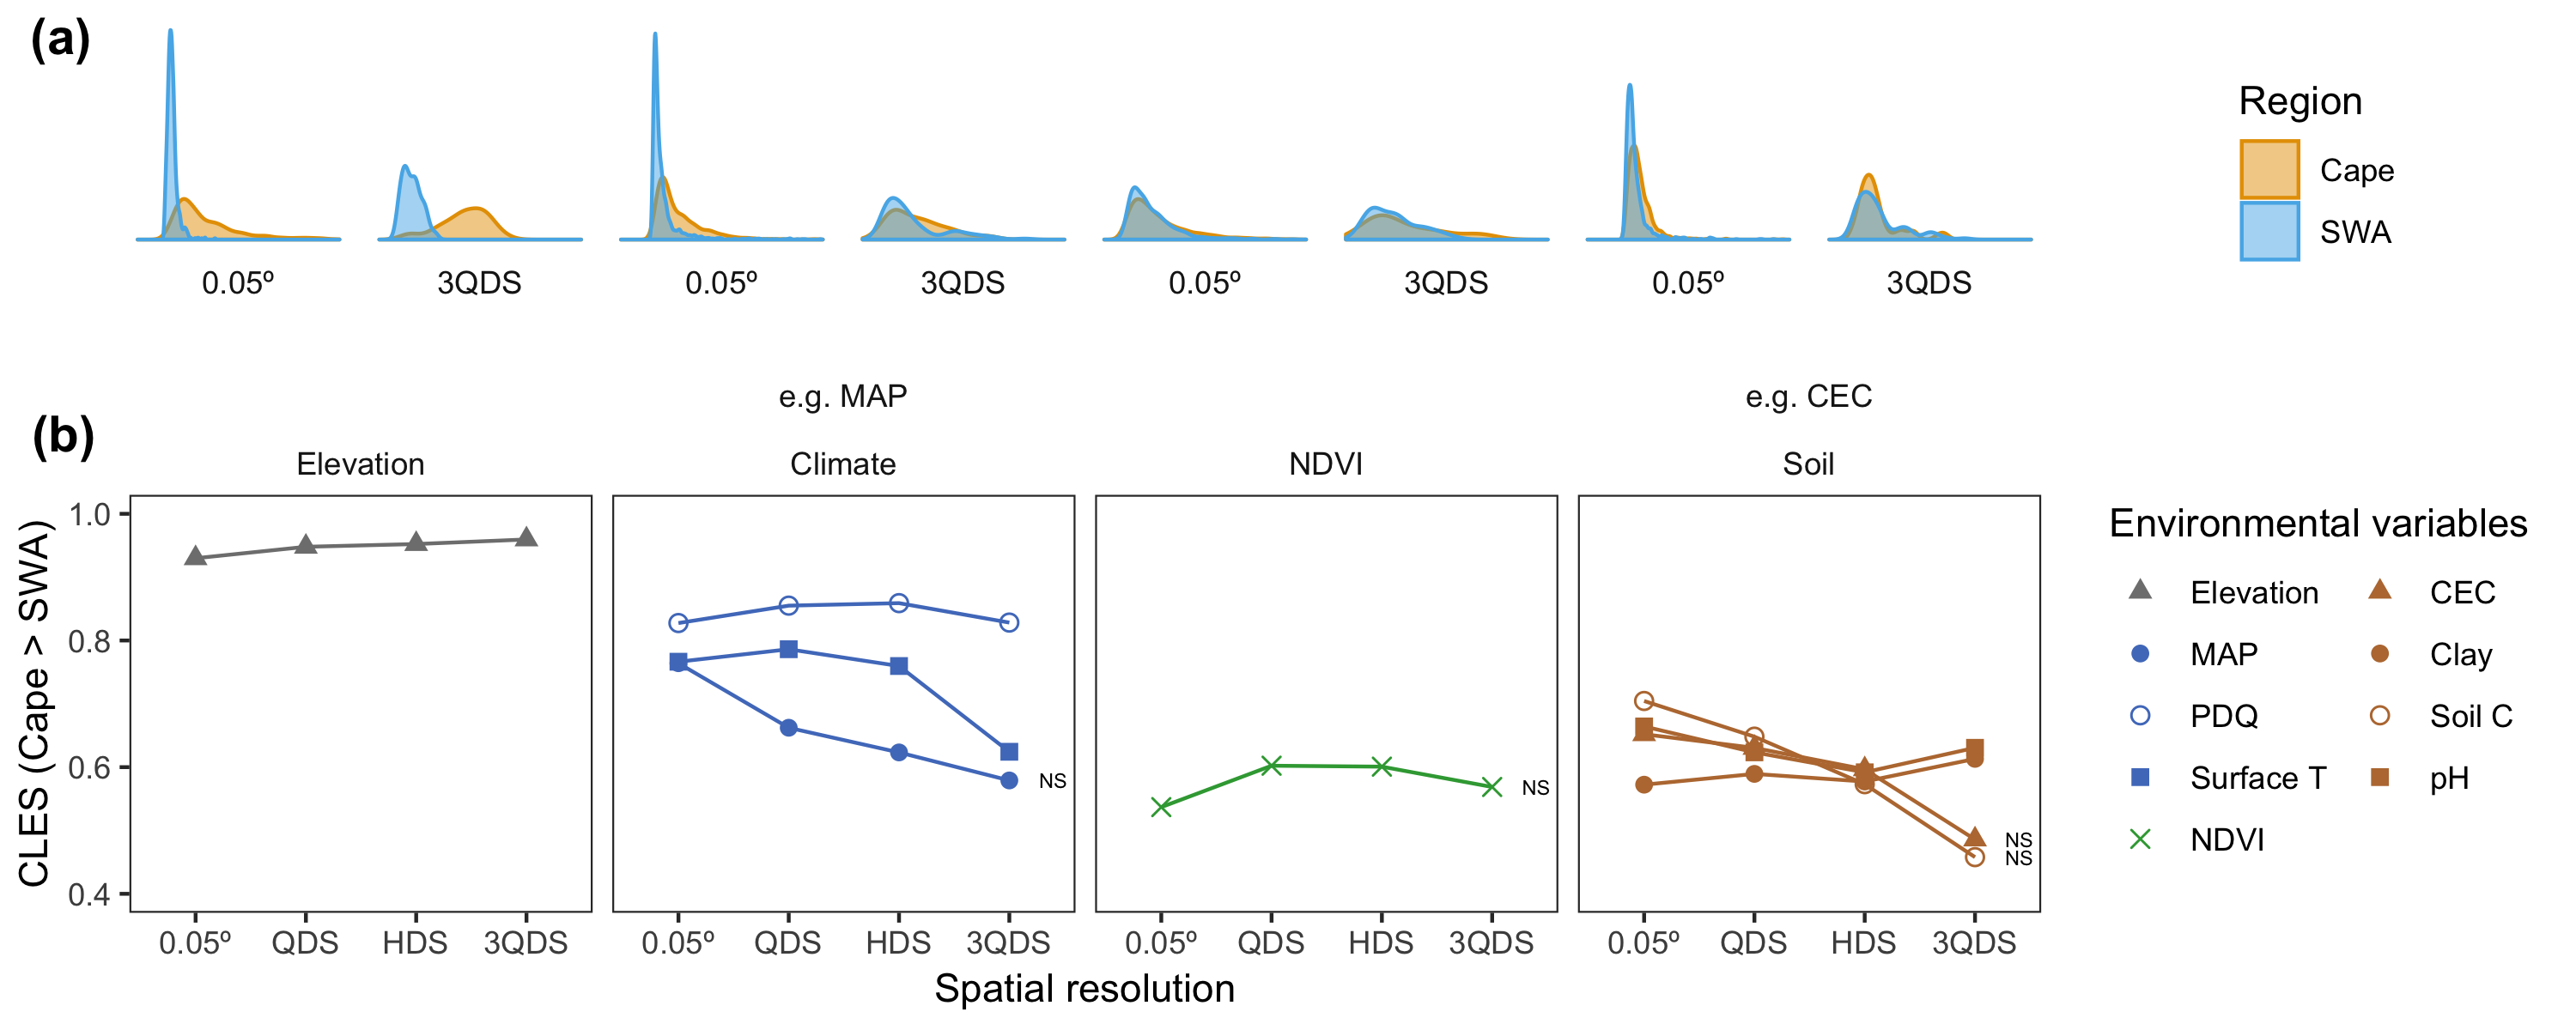 (a)
0.05º 3QDS 0.05º 3QDS 0.05º 3QDS 0.05º 3QDS
Region
Cape
SWA
e.g. MAP e.g. CEC
(b)
Elevation Climate NDVI Soil
CLES (Cape > SWA)
1.0
0.8
0.6
0.4
NS
NS
NS
NS
0.05º QDS HDS 3QDS 0.05º QDS HDS 3QDS 0.05º QDS HDS 3QDS 0.05º QDS HDS 3QDS
Spatial resolution
Environmental variables
Elevation CEC
MAP Clay
PDQ Soil C
Surface T pH
NDVI